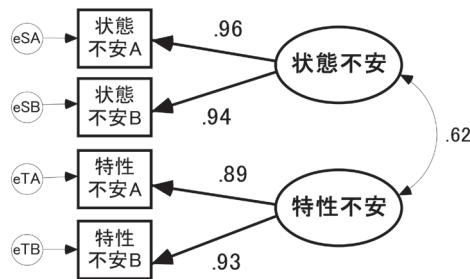 eSA
状態
不安A
.96
状態不安
eSB
状態
不安B
.94
.62
eTA
特性
不安A
.89
特性不安
eTB
特性
不安B
.93